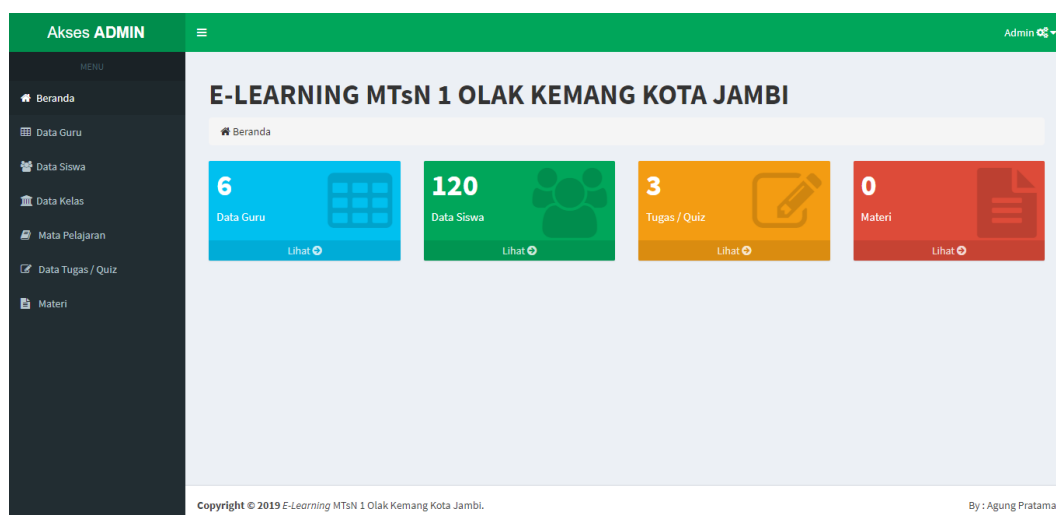 Akses ADMIN
Admin
MENU
Beranda
Data Guru
Data Siswa
Data Kelas
Mata Pelajaran
Data Tugas / Quiz
Materi
E-LEARNING MTsN 1 OLAK KEMANG KOTA JAMBI
Beranda
6
Data Guru
Lihat
120
Data Siswa
Lihat
3
Tugas / Quiz
Lihat
0
Materi
Lihat
Copyright © 2019 E-Learning MTsN 1 Olak Kemang Kota Jambi.
By : Agung Pratama